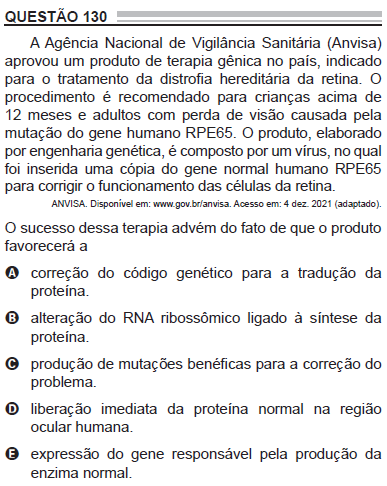 QUESTÃO 130
A Agência Nacional de Vigilância Sanitária (Anvisa)
aprovou um produto de terapia gênica no país, indicado
para o tratamento da distrofia hereditária da retina. O
procedimento é recomendado para crianças acima de
12 meses e adultos com perda de visão causada pela
mutação do gene humano RPE65. O produto, elaborado
por engenharia genética, é composto por um vírus, no qual
foi inserida uma cópia do gene normal humano RPE65
para corrigir o funcionamento das células da retina.
ANVISA. Disponível em: www.gov.br/anvisa. Acesso em: 4 dez. 2021 (adaptado).
O sucesso dessa terapia advém do fato de que o produto
favorecerá a
A correção do código genético para a tradução da
proteína.
B alteração do RNA ribossômico ligado à síntese da
proteína.
C produção de mutações benéficas para a correção do
problema.
D liberação imediata da proteína normal na região
ocular humana.
E expressão do gene responsável pela produção da
enzima normal.